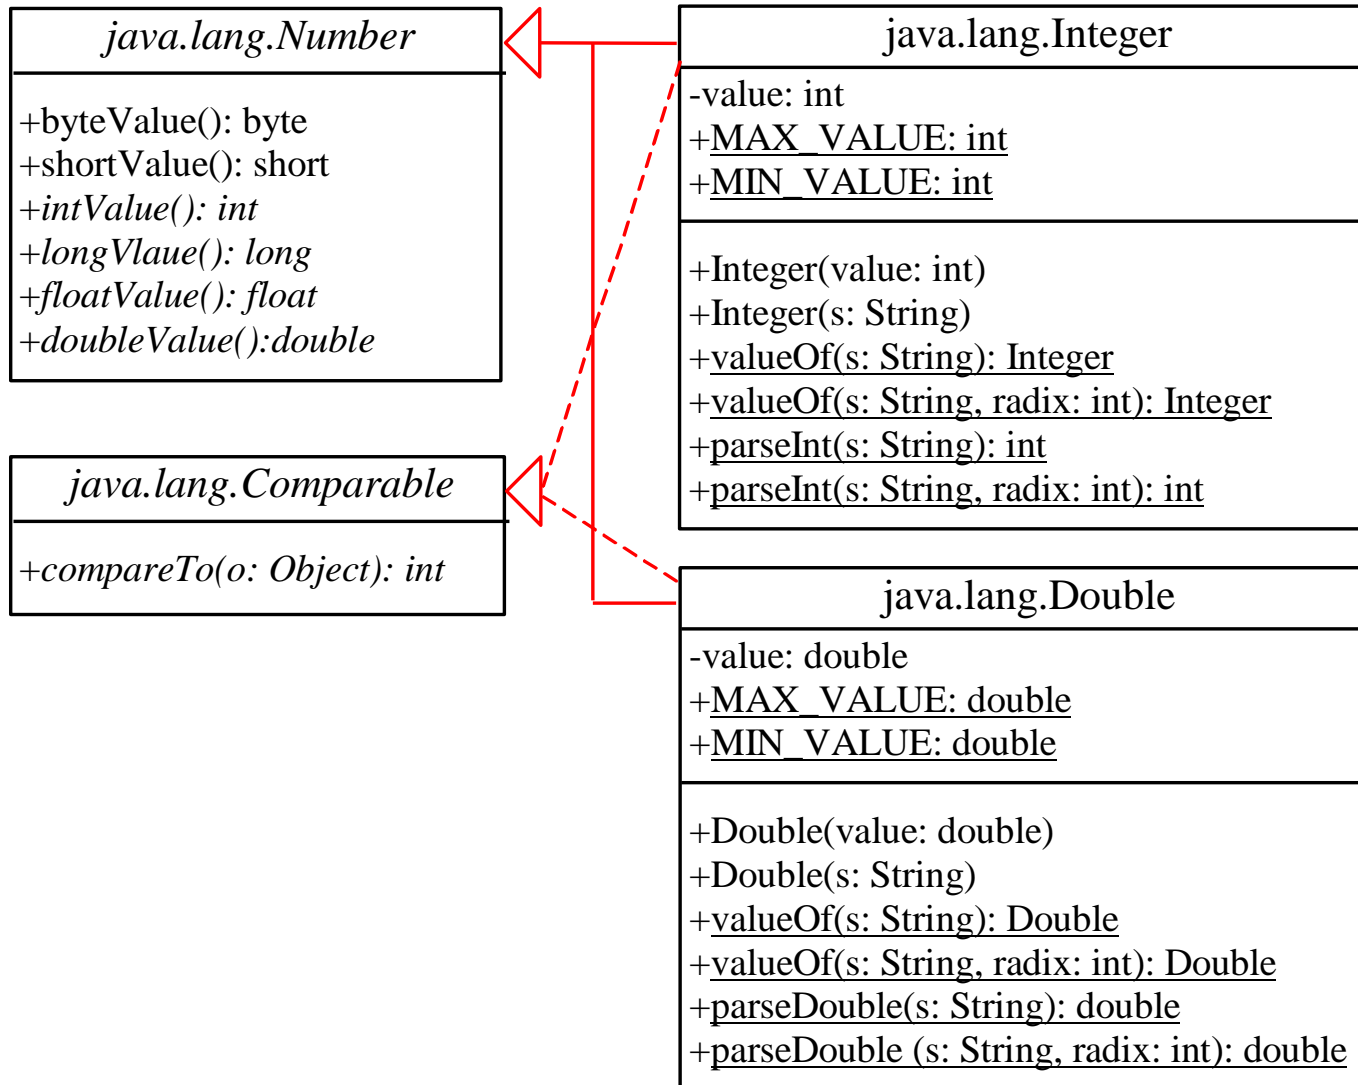 java.lang.Number
+byteValue(): byte
+shortValue(): short
+intValue(): int
+longVlaue(): long
+floatValue(): float
+doubleValue():double
java.lang.Comparable
+compareTo(o: Object): int
java.lang.Integer
-value: int
+MAX_VALUE: int
+MIN_VALUE: int
+Integer(value: int)
+Integer(s: String)
+valueOf(s: String): Integer
+valueOf(s: String, radix: int): Integer
+parseInt(s: String): int
+parseInt(s: String, radix: int): int
java.lang.Double
-value: double
+MAX_VALUE: double
+MIN_VALUE: double
+Double(value: double)
+Double(s: String)
+valueOf(s: String): Double
+valueOf(s: String, radix: int): Double
+parseDouble(s: String): double
+parseDouble (s: String, radix: int): double